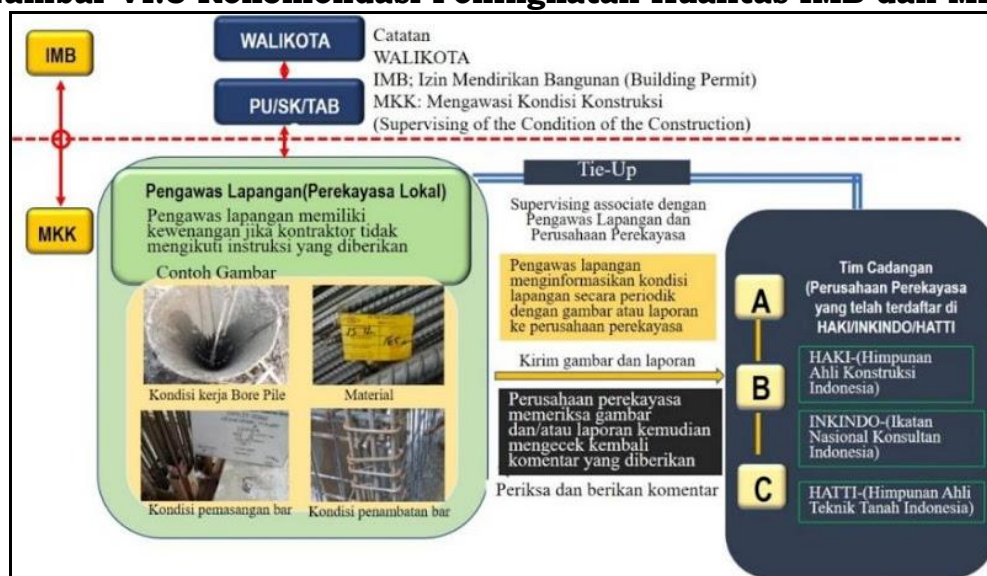 IMB
WALIKOTA
PU/SK/TAB
Catatan
WALIKOTA
IMB; Izin Mendirikan Bangunan (Building Permit)
MKK: Mengawasi Kondisi Konstruksi
(Supervising of the Condition of the Construction)
MKK
Pengawas Lapangan(Perekayasa Lokal)
Pengawas lapangan memiliki
kewenangan jika kontraktor tidak
mengikuti instruksi yang diberikan
Contoh Gambar
Kondisi kerja Bore Pile
Material
Kondisi pemasangan bar
Kondisi penambatan bar
Tie-Up
Supervising associate dengan
Pengawas Lapangan dan
Perusahaan Perekayasa
Pengawas lapangan
menginformasikan kondisi
lapangan secara periodik
dengan gambar atau laporan
ke perusahaan perekayasa
Kirim gambar dan laporan
Perusahaan perekayasa
memeriksa gambar
dan/atau laporan kemudian
mengecek kembali
komentar yang diberikan
Periksa dan berikan komentar
Tim Cadangan
(Perusahaan Perekayasa
yang telah terdaftar di
HAKI/INKINDO/HATTI
A
B
C
HAKI-(Himpunan
Ahli Konstruksi
Indonesia)
INKINDO-(Ikatan
Nasional Konsultan
Indonesia)
HATTI-(Himpunan Ahli
Teknik Tanah Indonesia)